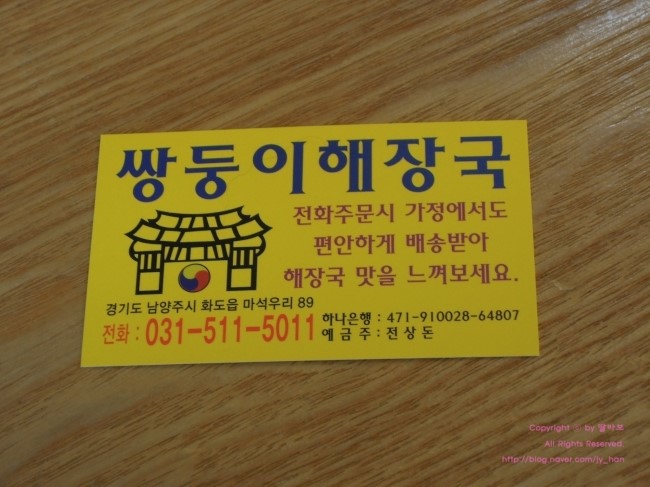 쌍둥이해장국
전화주문시 가정에서도
편안하게 배송받아
해장국 맛을 느껴보세요.
경기도 남양주시 화도읍 마석우리 89
전화 : 031-511-5011
하나은행 : 471-910028-64807
예 금 주 : 전 상 돈
Copyright ⓒ by 알타보
All Rights Reserved.
http://blog.naver.com/jy_han